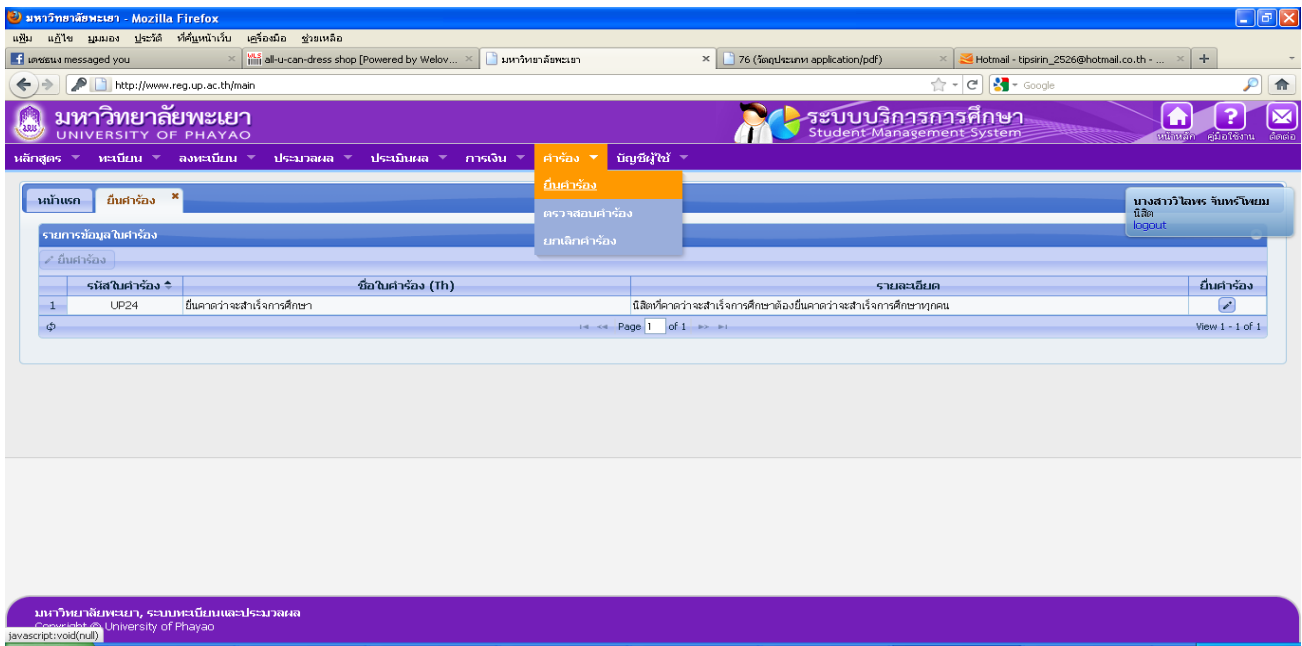 มหาวิทยาลัยพะเยา - Mozilla Firefox
แฟ้ม แก้ไข มุมมอง ประวัติ ที่คั่นหน้าเว็บ เครื่องมือ ช่วยเหลือ
messaged you all-u-can-dress shop [Powered by Welov... มหาวิทยาลัยพะเยา 76 (วัตถุประเภท application/pdf) Hotmail - tipsirin_2526@hotmail.co.th - ...
http://www.reg.up.ac.th/main Google
มหาวิทยาลัยพะเยา
UNIVERSITY OF PHAYAO
ระบบบริการการศึกษา
Student Management System
หน้าหลัก คู่มือใช้งาน ติดต่อ
หลักสูตร ทะเบียน ลงทะเบียน ประมวลผล ประเมินผล การเงิน คำร้อง บัญชีผู้ใช้
ยื่นคำร้อง
ตรวจสอบคำร้อง
ยกเลิกคำร้อง
หน้าแรก ยื่นคำร้อง
นางสาววิไลพร จันทร์โพยม
นิสิต
logout
รายการข้อมูลใบคำร้อง
ยื่นคำร้อง
รหัสใบคำร้อง ชื่อใบคำร้อง (Th) รายละเอียด ยื่นคำร้อง
1 UP24 ยื่นคาดว่าจะสำเร็จการศึกษา นิสิตที่คาดว่าจะสำเร็จการศึกษาต้องยื่นคาดว่าจะสำเร็จการศึกษาทุกคน
Page 1 of 1 View 1 - 1 of 1
มหาวิทยาลัยพะเยา, ระบบทะเบียนและประมวลผล
Copyright © University of Phayao
javascript:void(null)